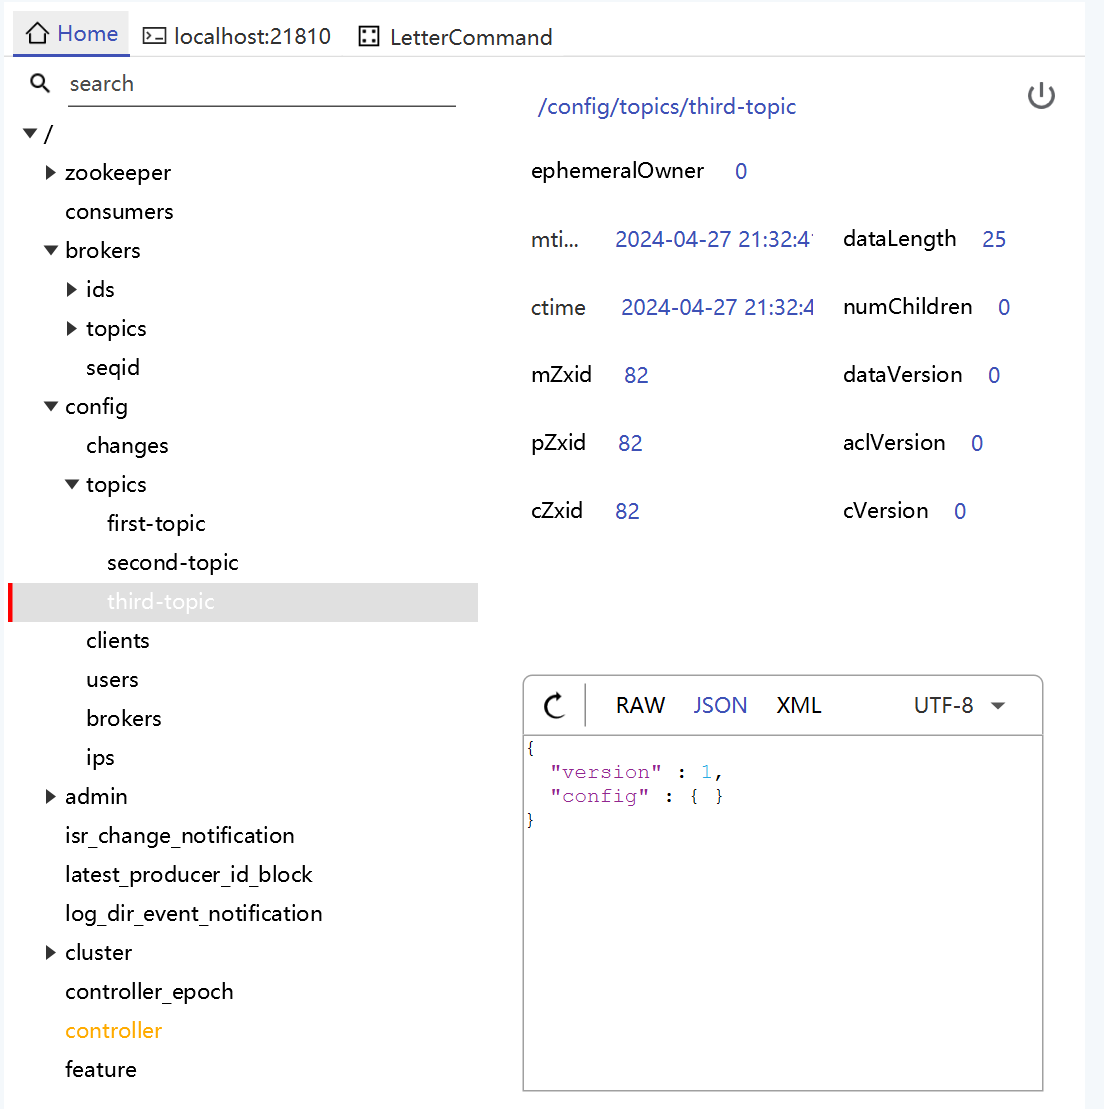 Home localhost:21810 LetterCommand
search
/
zookeeper
consumers
brokers
ids
topics
seqid
config
changes
topics
first-topic
second-topic
third-topic
clients
users
brokers
ips
admin
isr_change_notification
latest_producer_id_block
log_dir_event_notification
cluster
controller_epoch
controller
feature
/config/topics/third-topic
ephemeralOwner 0
mti... 2024-04-27 21:32:4 dataLength 25
ctime 2024-04-27 21:32:4 numChildren 0
mZxid 82 dataVersion 0
pZxid 82 aclVersion 0
cZxid 82 cVersion 0
RAW JSON XML UTF-8
{
"version" : 1,
"config" : { }
}